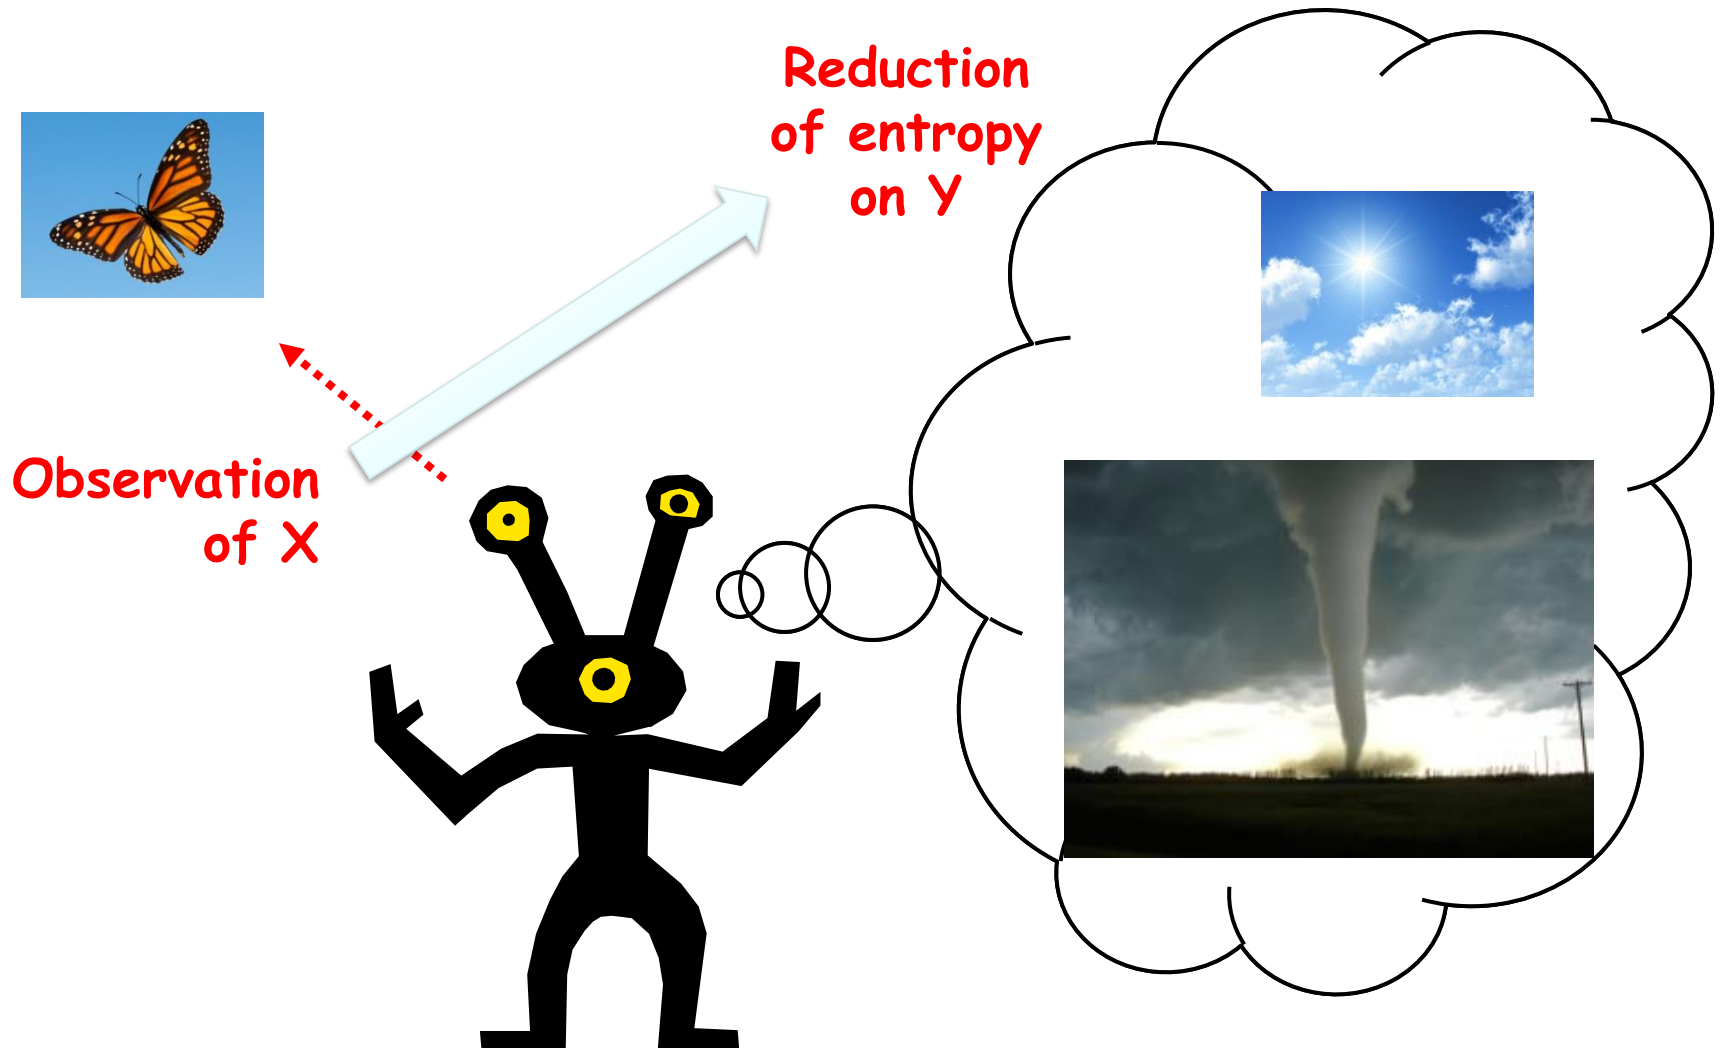 Reduction
of entropy
on Y
Observation
of X